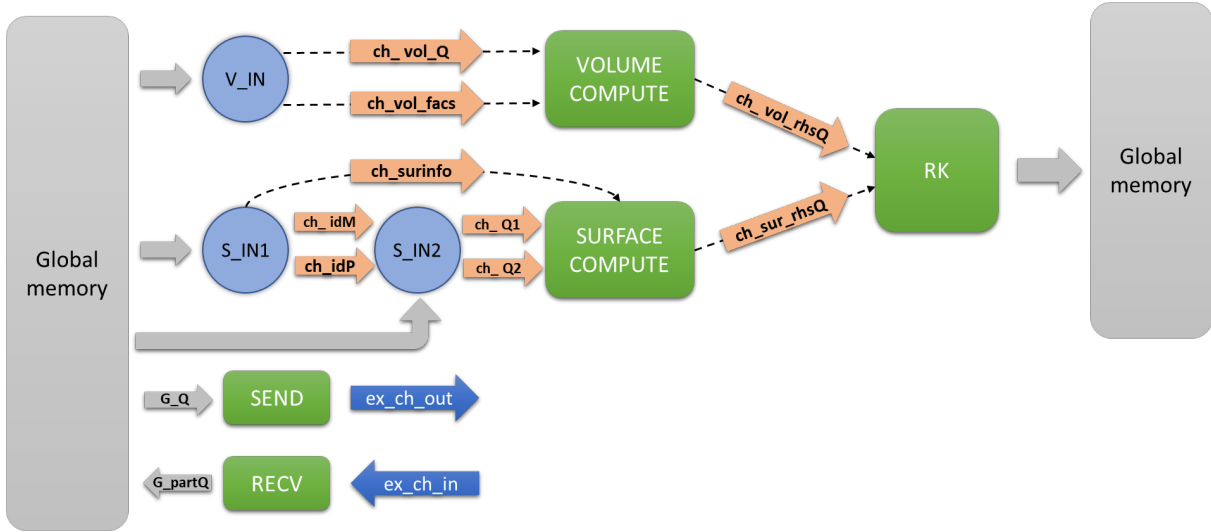 Global
memory
V_IN
ch_ vol_Q
ch_vol_facs
VOLUME
COMPUTE
ch_ vol_rhsQ
RK
Global
memory
ch_surinfo
S_IN1
ch_ idM
ch_idP
S_IN2
ch_ Q1
ch_ Q2
SURFACE
COMPUTE
ch_sur_rhsQ
G_Q
SEND
ex_ch_out
G_partQ
RECV
ex_ch_in